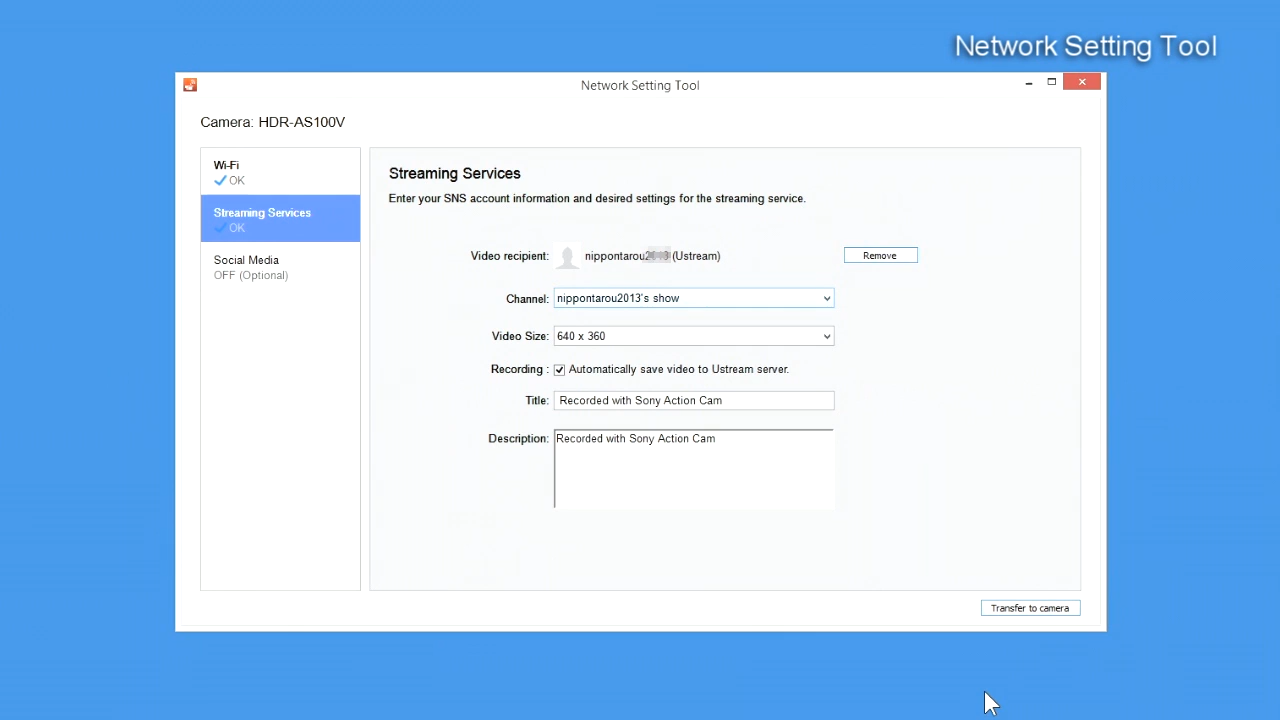 Network Setting Tool
Network Setting Tool
Camera: HDR-AS100V
Wi-Fi
OK
Streaming Services
OK
Social Media
OFF (Optional)
Streaming Services
Enter your SNS account information and desired settings for the streaming service.
Video recipient: (Ustream) Remove
Channel: nippontarou2013's show
Video Size: 640 x 360
Recording : Automatically save video to Ustream server.
Title: Recorded with Sony Action Cam
Description: Recorded with Sony Action Cam
Transfer to camera